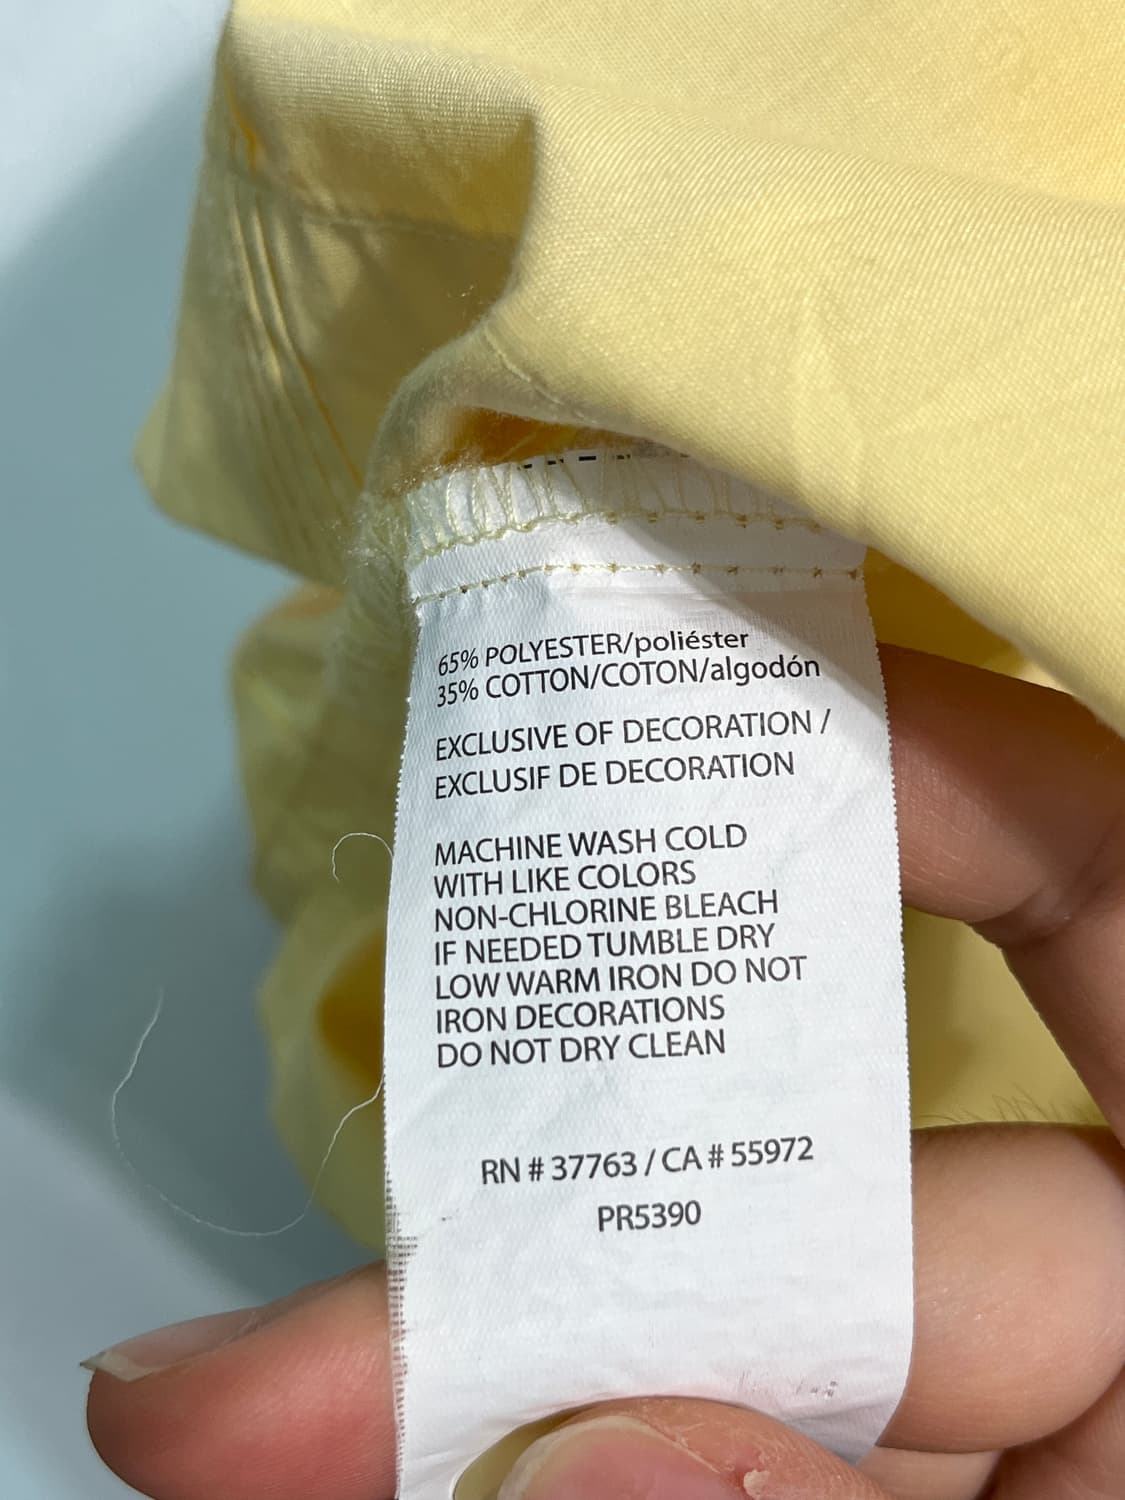 65% POLYESTER/poliéster
35% COTTON/COTON/algodón
EXCLUSIVE OF DECORATION /
EXCLUSIF DE DECORATION
MACHINE WASH COLD
WITH LIKE COLORS
NON-CHLORINE BLEACH
IF NEEDED TUMBLE DRY
LOW WARM IRON DO NOT
IRON DECORATIONS
DO NOT DRY CLEAN
RN # 37763 / CA # 55972
PR5390